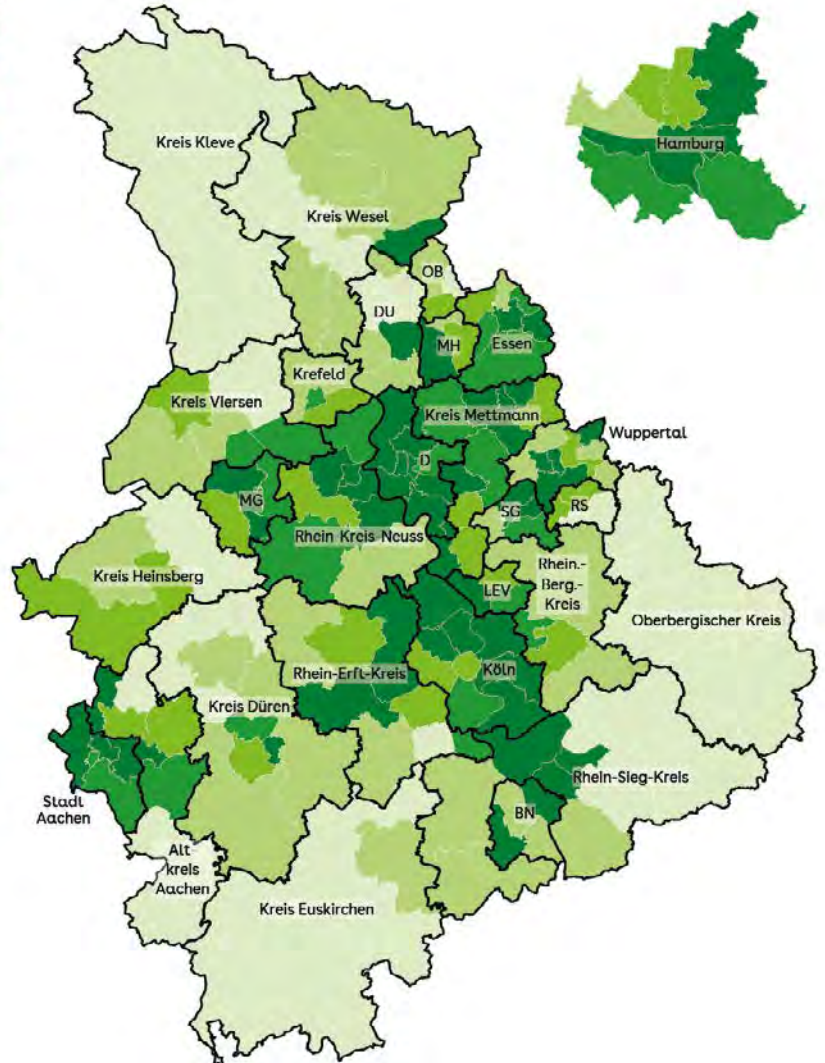 Kreis Kleve
Hamburg
Kreis Wesel
OB
DU
MH
Essen
Krefeld
Kreis Viersen
Kreis Mettmann
Wuppertal
D
MG
SG
RS
Rhein-Kreis-Neuss
Kreis Heinsberg
Rhein.-
Berg.-
Kreis
LEV
Oberbergischer Kreis
Rhein-Erft-Kreis
Köln
Kreis Düren
Rhein-Sieg-Kreis
Stadt
Aachen
BN
Alt-
kreis
Aachen
Kreis Euskirchen